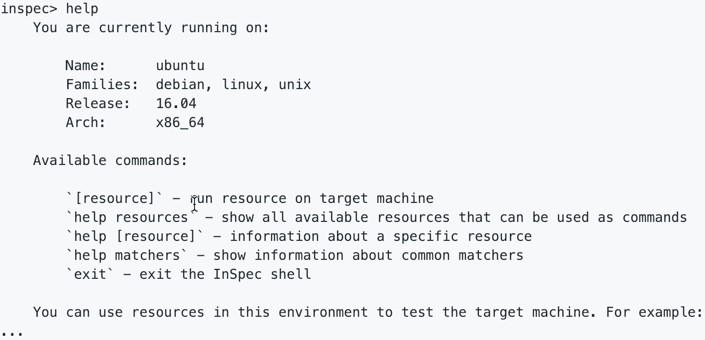 inspec> help
You are currently running on:
Name: ubuntu
Families: debian, linux, unix
Release: 16.04
Arch: x86_64
Available commands:
`[resource]` - run resource on target machine
`help resources` - show all available resources that can be used as commands
`help [resource]` - information about a specific resource
`help matchers` - show information about common matchers
`exit` - exit the InSpec shell
You can use resources in this environment to test the target machine. For example:
...